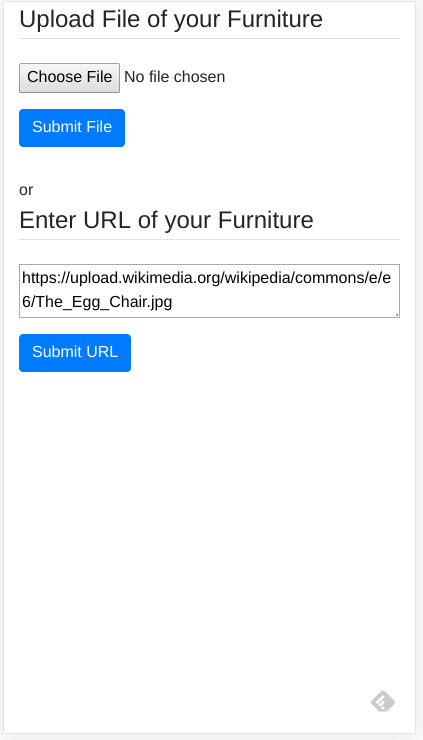 Upload File of your Furniture
Choose File No file chosen
Submit File
or
Enter URL of your Furniture
https://upload.wikimedia.org/wikipedia/commons/e/e
6/The_Egg_Chair.jpg
Submit URL